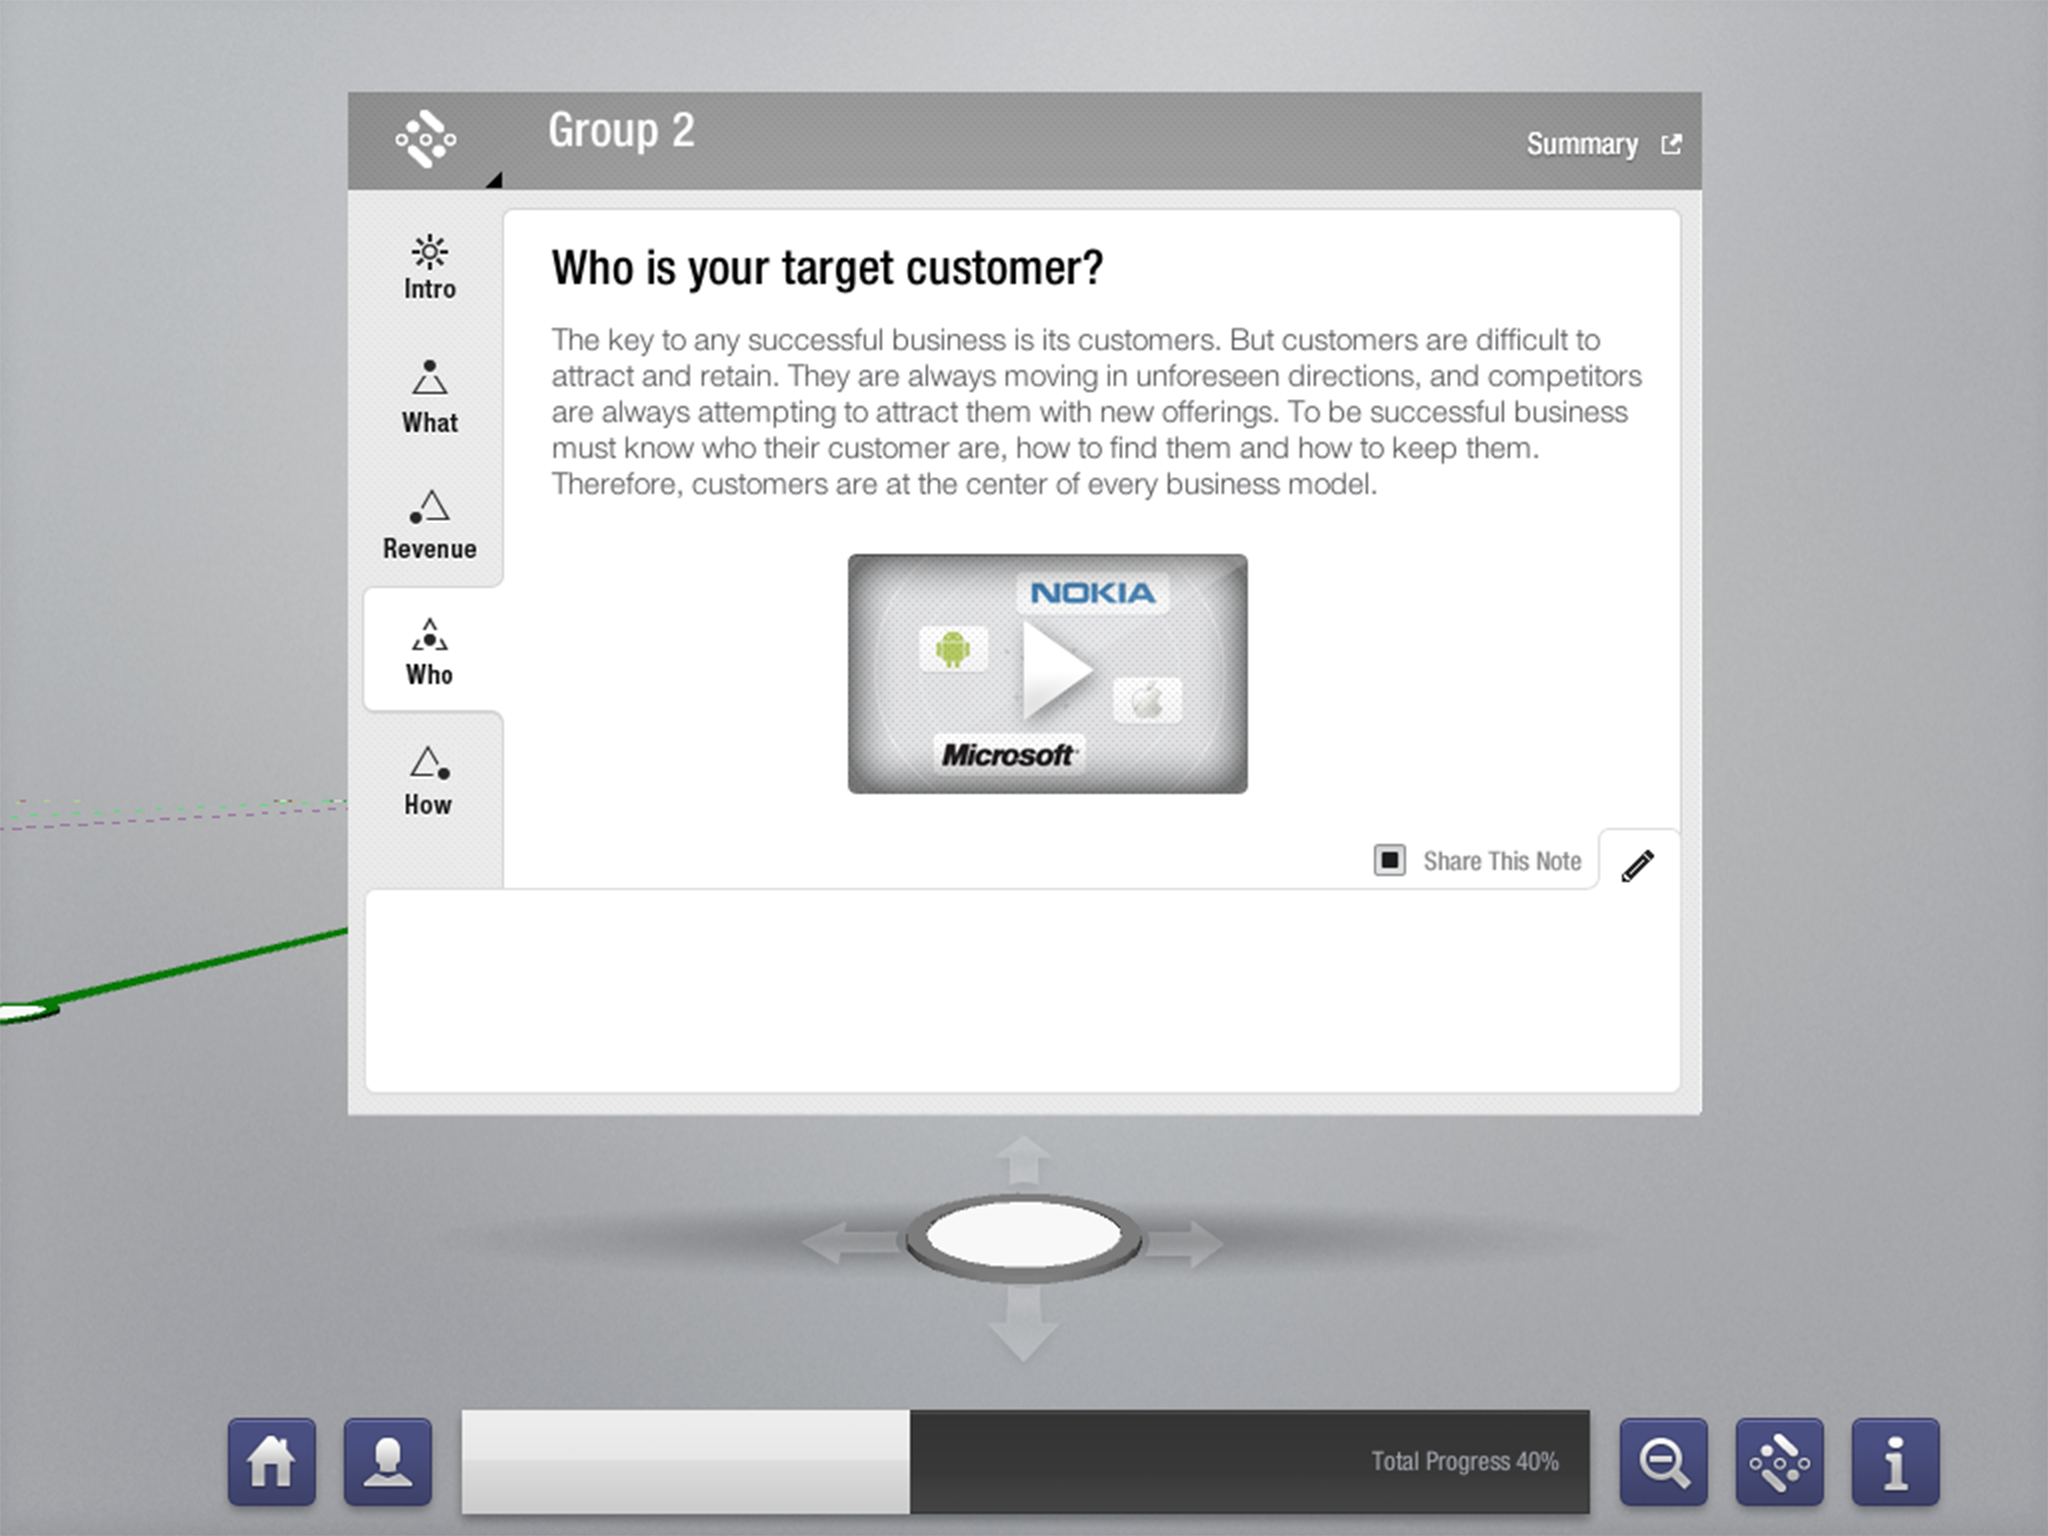 Group 2
Summary
Intro
What
Revenue
Who
How
Who is your target customer?
The key to any successful business is its customers. But customers are difficult to
attract and retain. They are always moving in unforeseen directions, and competitors
are always attempting to attract them with new offerings. To be successful business
must know who their customer are, how to find them and how to keep them.
Therefore, customers are at the center of every business model.
NOKIA
Microsoft
Share This Note
Total Progress 40%